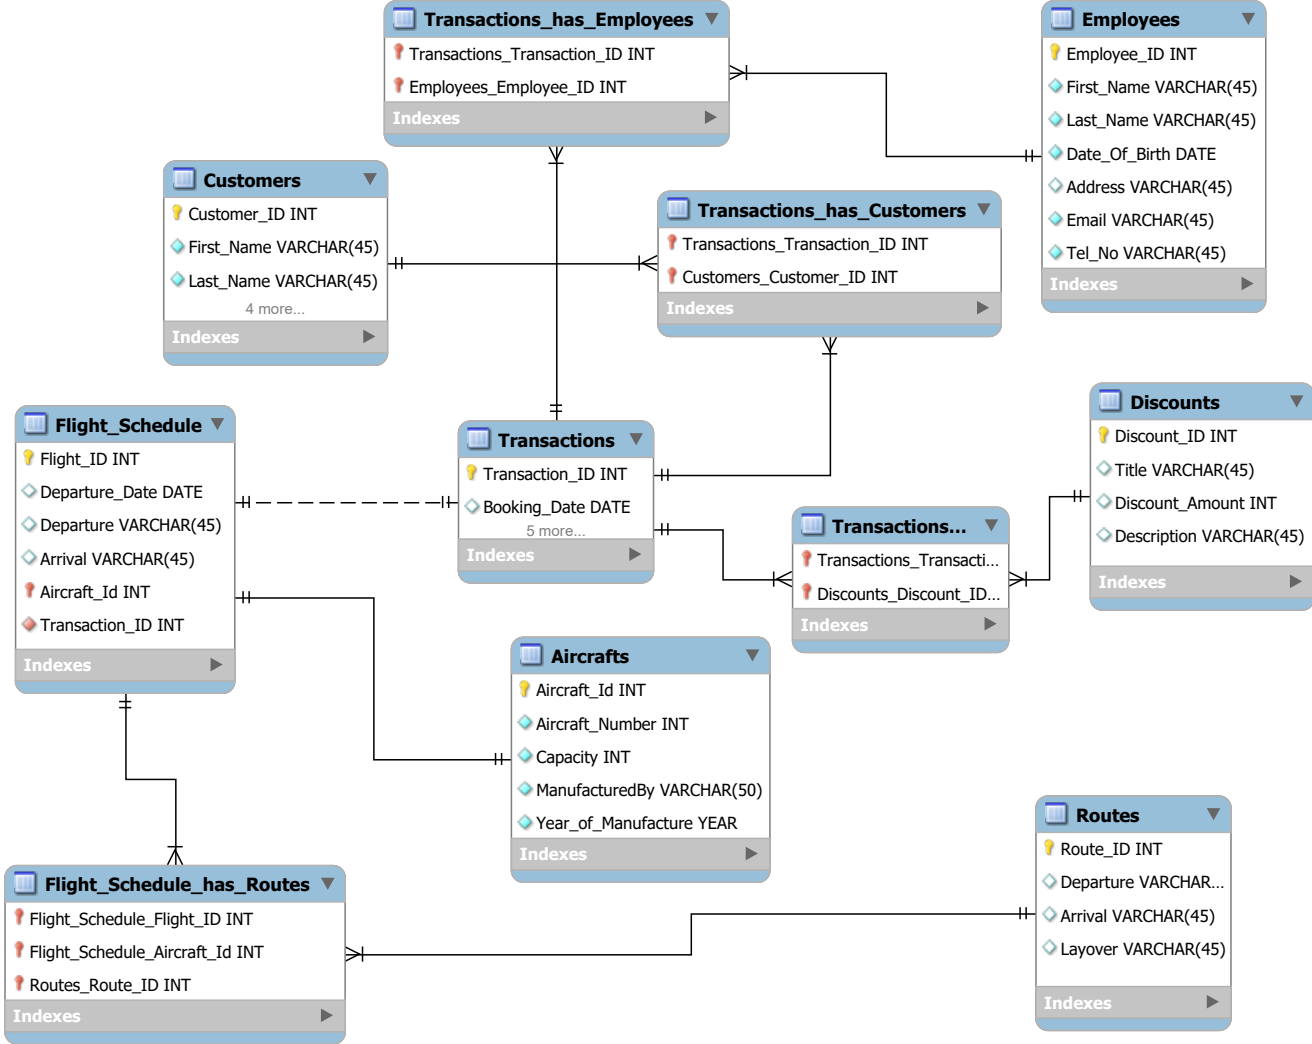 Transactions_has_Employees
Transactions_Transaction_ID INT
Employees_Employee_ID INT
Indexes
Employees
Employee_ID INT
First_Name VARCHAR(45)
Last_Name VARCHAR(45)
Date_Of_Birth DATE
Address VARCHAR(45)
Email VARCHAR(45)
Tel_No VARCHAR(45)
Indexes
Customers
Customer_ID INT
First_Name VARCHAR(45)
Last_Name VARCHAR(45)
4 more...
Indexes
Transactions_has_Customers
Transactions_Transaction_ID INT
Customers_Customer_ID INT
Indexes
Flight_Schedule
Flight_ID INT
Departure_Date DATE
Departure VARCHAR(45)
Arrival VARCHAR(45)
Aircraft_Id INT
Transaction_ID INT
Indexes
Transactions
Transaction_ID INT
Booking_Date DATE
5 more...
Indexes
Discounts
Discount_ID INT
Title VARCHAR(45)
Discount_Amount INT
Description VARCHAR(45)
Indexes
Transactions...
Transactions_Transacti...
Discounts_Discount_ID...
Indexes
Aircrafts
Aircraft_Id INT
Aircraft_Number INT
Capacity INT
ManufacturedBy VARCHAR(50)
Year_of_Manufacture YEAR
Indexes
Flight_Schedule_has_Routes
Flight_Schedule_Flight_ID INT
Flight_Schedule_Aircraft_Id INT
Routes_Route_ID INT
Indexes
Routes
Route_ID INT
Departure VARCHAR...
Arrival VARCHAR(45)
Layover VARCHAR(45)
Indexes